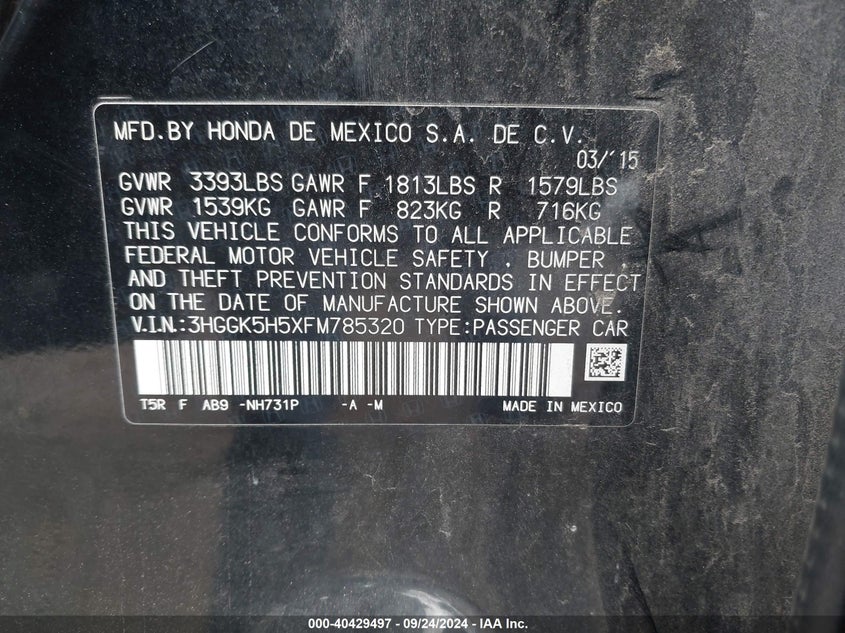 MFD.BY HONDA DE MEXICO S.A. DE C.V.
03/'15
GVWR 3393LBS GAWR F 1813LBS R 1579LBS
GVWR 1539KG GAWR F 823KG R 716KG
THIS VEHICLE CONFORMS TO ALL APPLICABLE
FEDERAL MOTOR VEHICLE SAFETY , BUMPER ,
AND THEFT PREVENTION STANDARDS IN EFFECT
ON THE DATE OF MANUFACTURE SHOWN ABOVE.
V.I.N.:3HGGK5H5XFM785320 TYPE:PASSENGER CAR
T5R F AB9 -NH731P -A -M MADE IN MEXICO
000-40429497 - 09/24/2024 - IAA Inc.